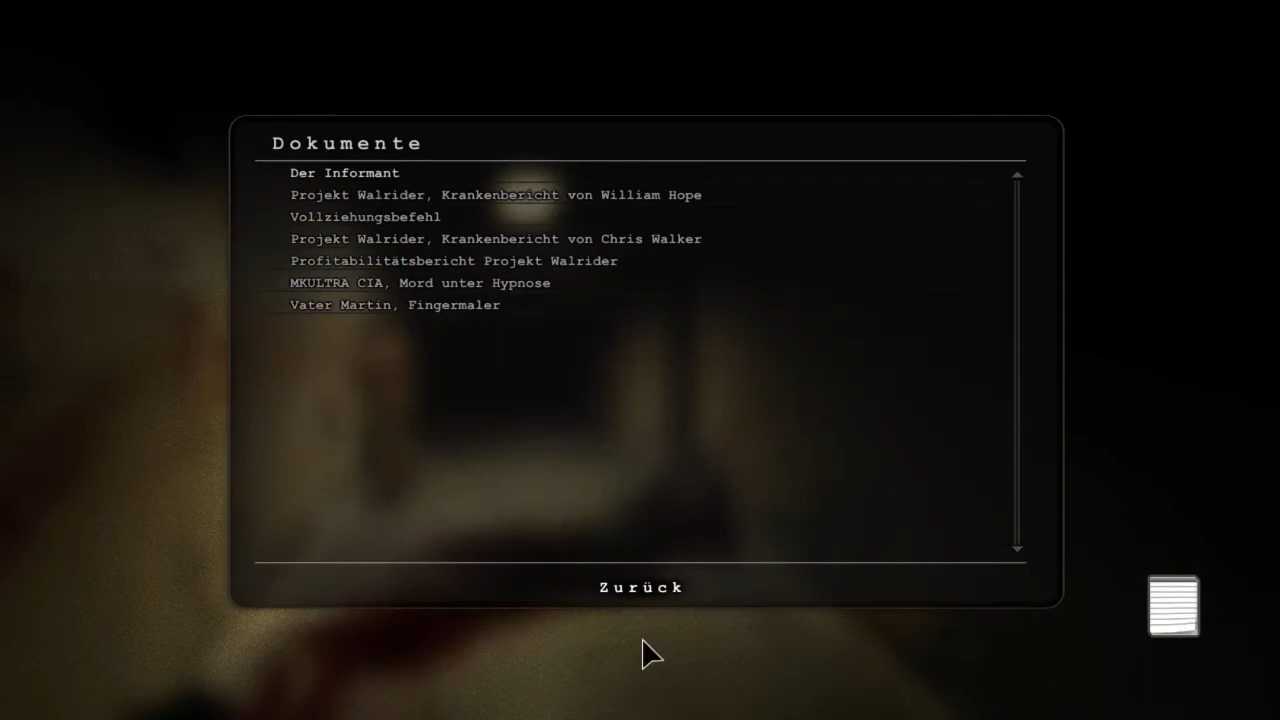 Dokumente
Der Informant
Projekt Walrider, Krankenbericht von William Hope
Vollziehungsbefehl
Projekt Walrider, Krankenbericht von Chris Walker
Profitabilitätsbericht Projekt Walrider
MKULTRA CIA, Mord unter Hypnose
Vater Martin, Fingermaler
Zurück